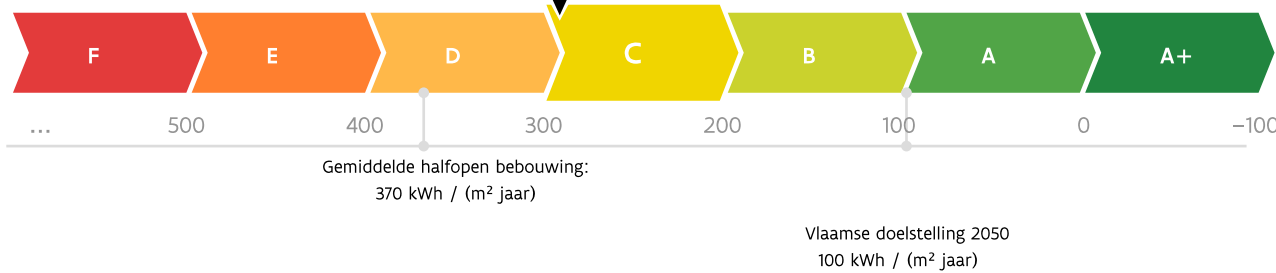 F E D C B A A+
... 500 400 300 200 100 0 −100
Gemiddelde halfopen bebouwing:
370 kWh / (m² jaar)
Vlaamse doelstelling 2050
100 kWh / (m² jaar)